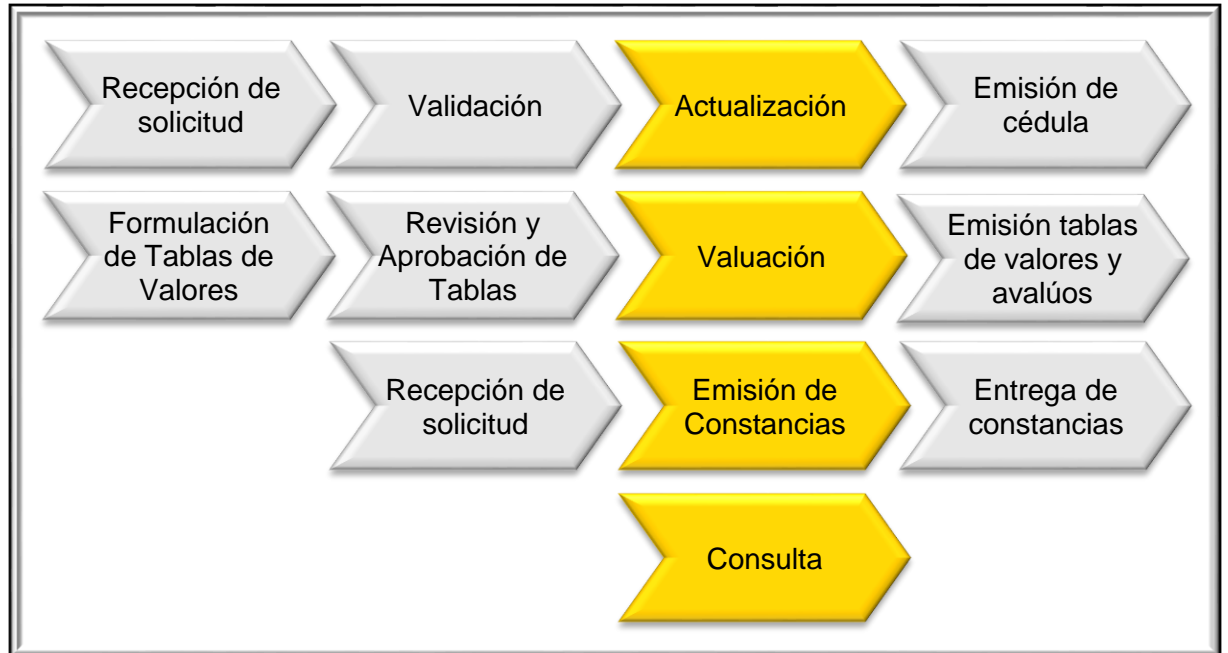 Recepción de
solicitud
Validación
Actualización
Emisión de
cédula
Formulación
de Tablas de
Valores
Revisión y
Aprobación de
Tablas
Valuación
Emisión tablas
de valores y
avalúos
Recepción de
solicitud
Emisión de
Constancias
Entrega de
constancias
Consulta